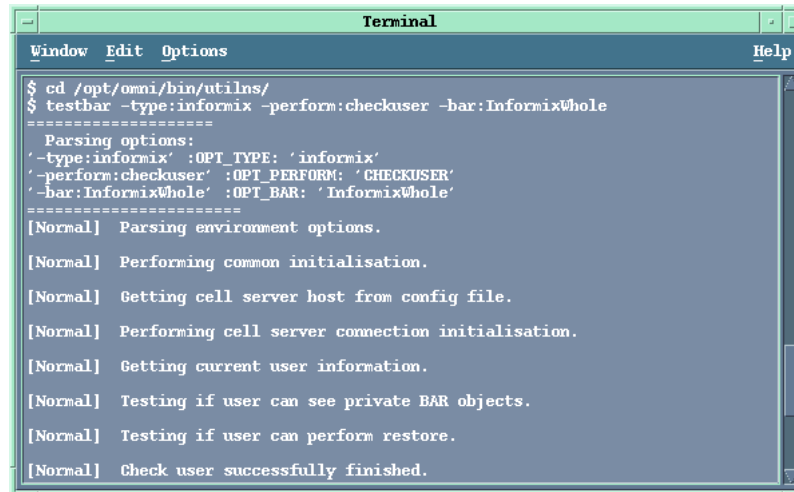 Terminal
Window Edit Options Help
$ cd /opt/omni/bin/utilns/
$ testbar -type:informix -perform:checkuser -bar:InformixWhole
====================
Parsing options:
'-type:informix' :OPT_TYPE: 'informix'
'-perform:checkuser' :OPT_PERFORM: 'CHECKUSER'
'-bar:InformixWhole' :OPT_BAR: 'InformixWhole'
=======================
[Normal] Parsing environment options.
[Normal] Performing common initialisation.
[Normal] Getting cell server host from config file.
[Normal] Performing cell server connection initialisation.
[Normal] Getting current user information.
[Normal] Testing if user can see private BAR objects.
[Normal] Testing if user can perform restore.
[Normal] Check user successfully finished.